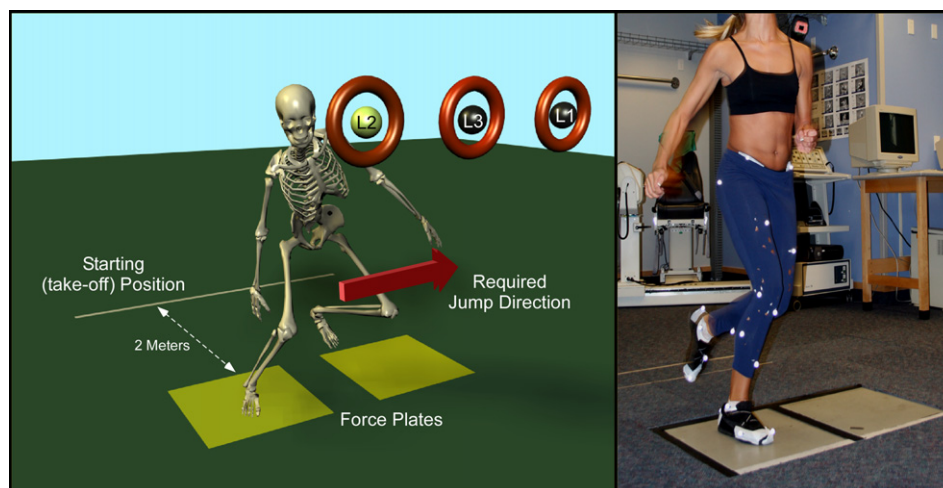 L2
L3
L1
Starting
(take-off) Position
Required
Jump Direction
2 Meters
Force Plates